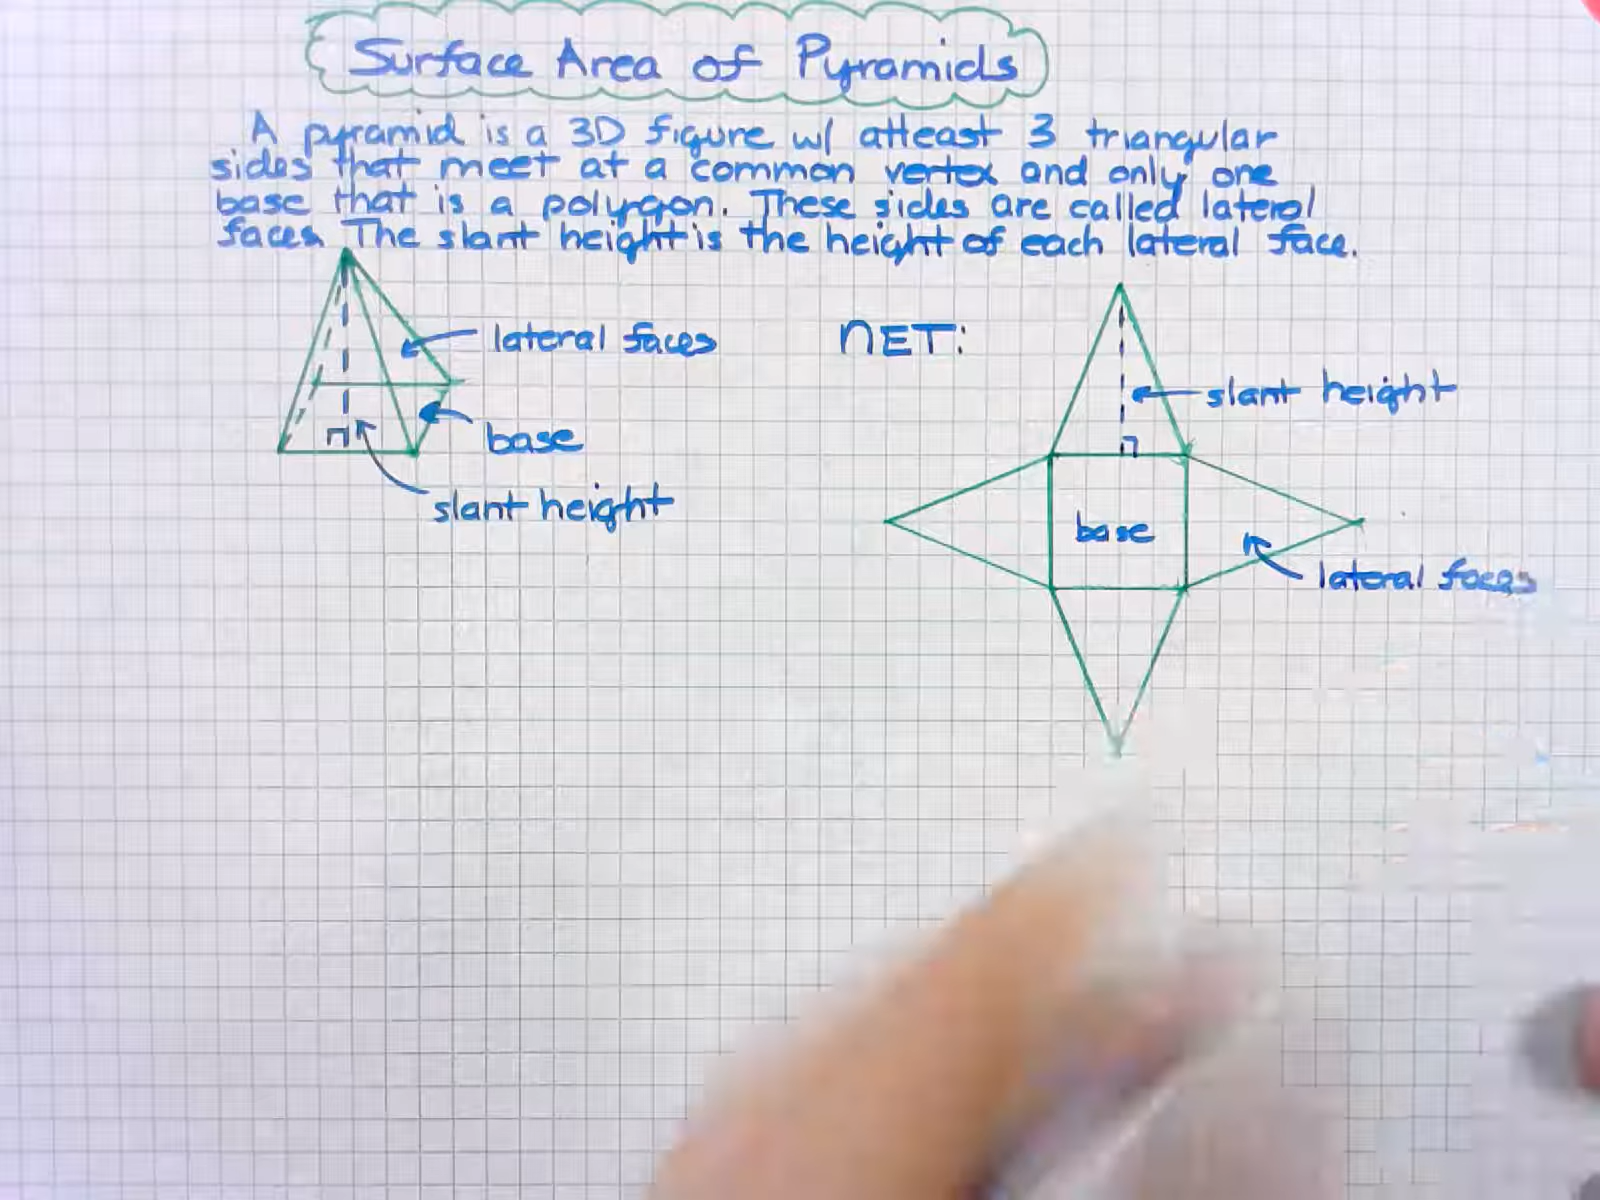 Surface Area of Pyramids
A pyramid is a 3D figure w/ atleast 3 triangular
sides that meet at a common vertex and only one
base that is a polygon. These sides are called lateral
faces. The slant height is the height of each lateral face.
lateral faces
base
slant height
NET:
slant height
base
lateral faces